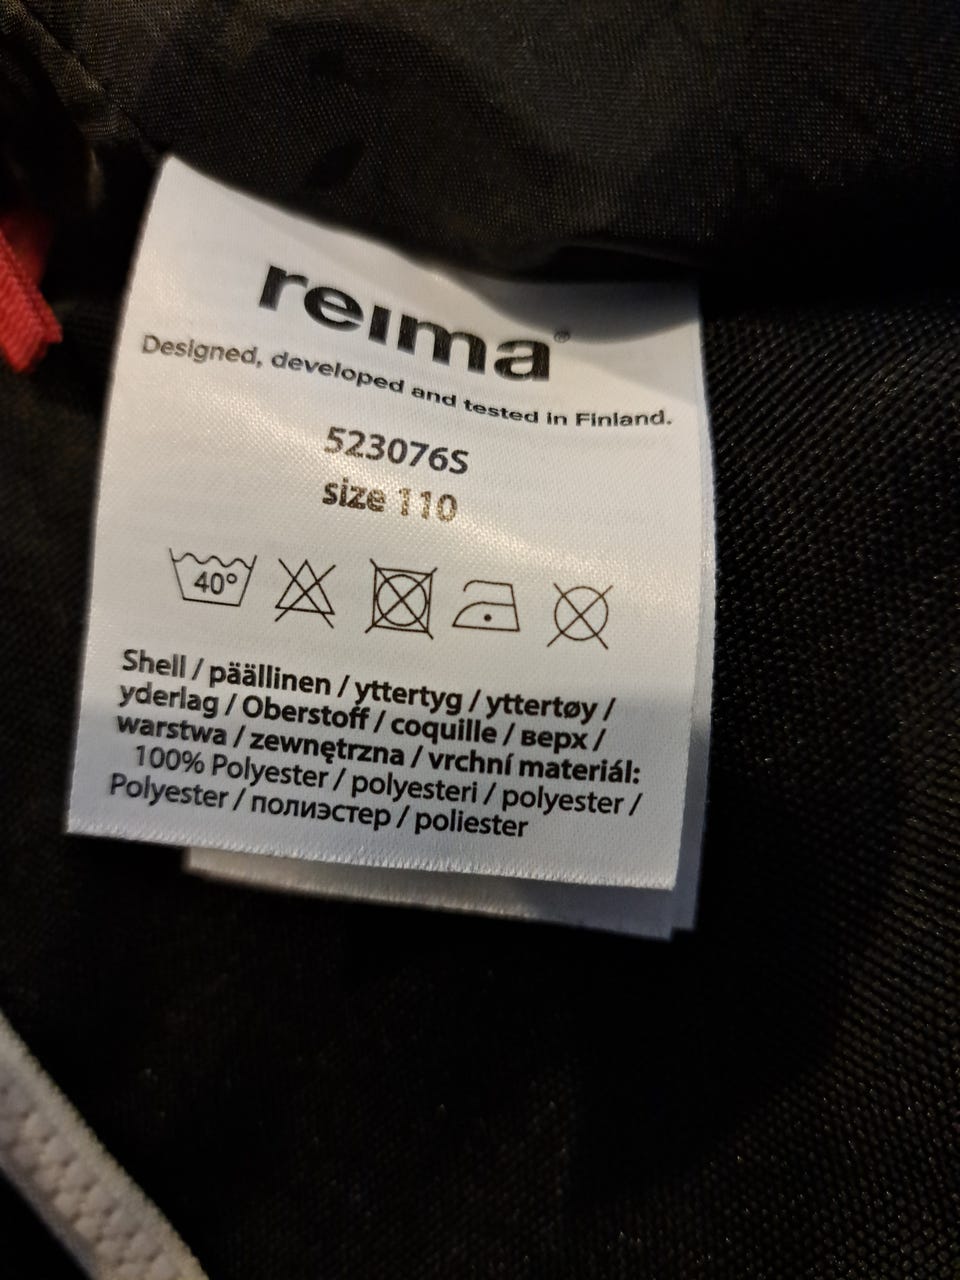 reima®
Designed, developed and tested in Finland.
523076S
size 110
40°
Shell / päällinen / yttertyg / yttertøy /
yderlag / Oberstoff / coquille / верх /
warstwa / zewnętrzna / vrchní materiál:
100% Polyester / polyesteri / polyester /
Polyester / полиэстер / poliester